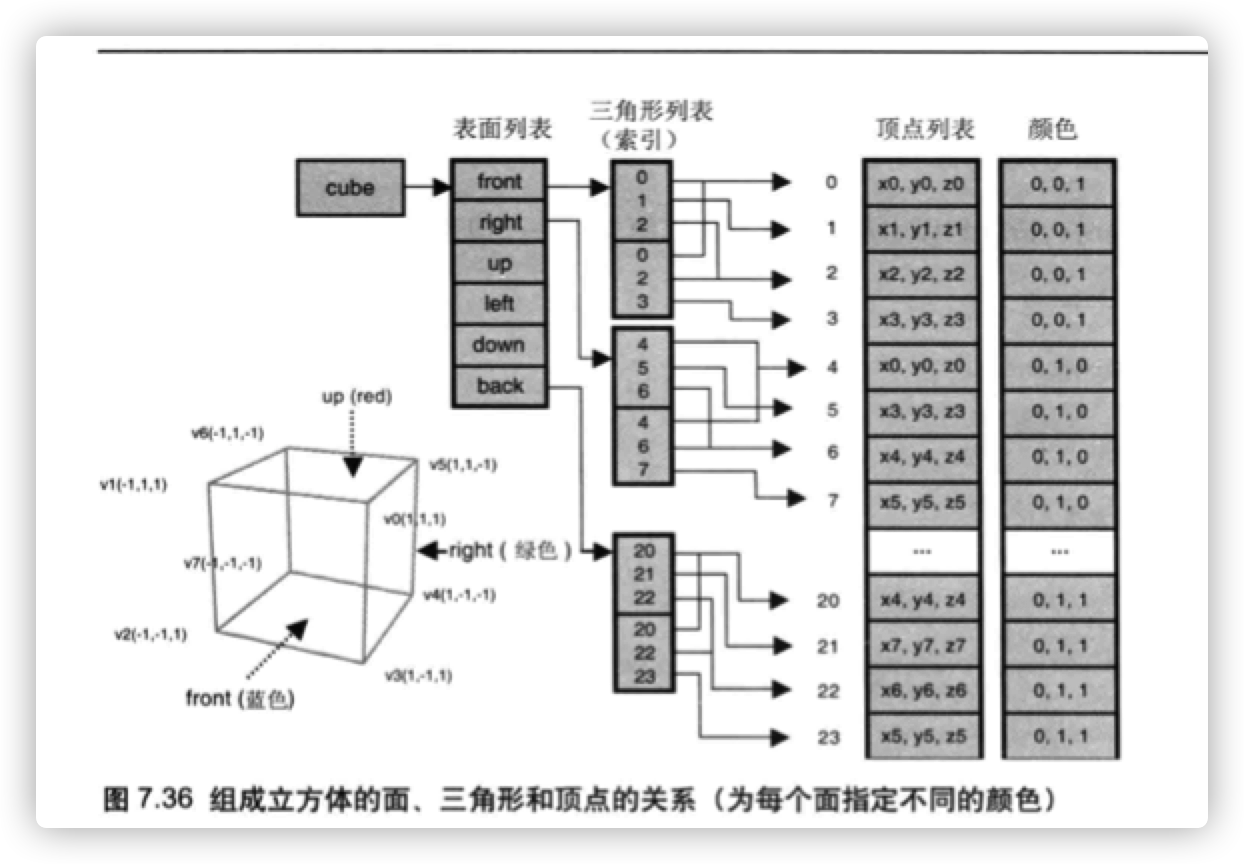 表面列表
三角形列表
（索引）
顶点列表
颜色
cube
front
right
up
left
down
back
0
1
2
0
2
3
4
5
6
4
6
7
20
21
22
20
22
23
0
1
2
3
4
5
6
7
20
21
22
23
x0, y0, z0
x1, y1, z1
x2, y2, z2
x3, y3, z3
x0, y0, z0
x3, y3, z3
x4, y4, z4
x5, y5, z5
...
x4, y4, z4
x7, y7, z7
x6, y6, z6
x5, y5, z5
0, 0, 1
0, 0, 1
0, 0, 1
0, 0, 1
0, 1, 0
0, 1, 0
0, 1, 0
0, 1, 0
...
0, 1, 1
0, 1, 1
0, 1, 1
0, 1, 1
up (red)
v6(-1,1,-1)
v5(1,1,-1)
v1(-1,1,1)
v0(1,1,1)
right ( 绿色 )
v7(-1,-1,-1)
v4(1,-1,-1)
v2(-1,-1,1)
v3(1,-1,1)
front (蓝色)
图 7.36 组成立方体的面、三角形和顶点的关系（为每个面指定不同的颜色）